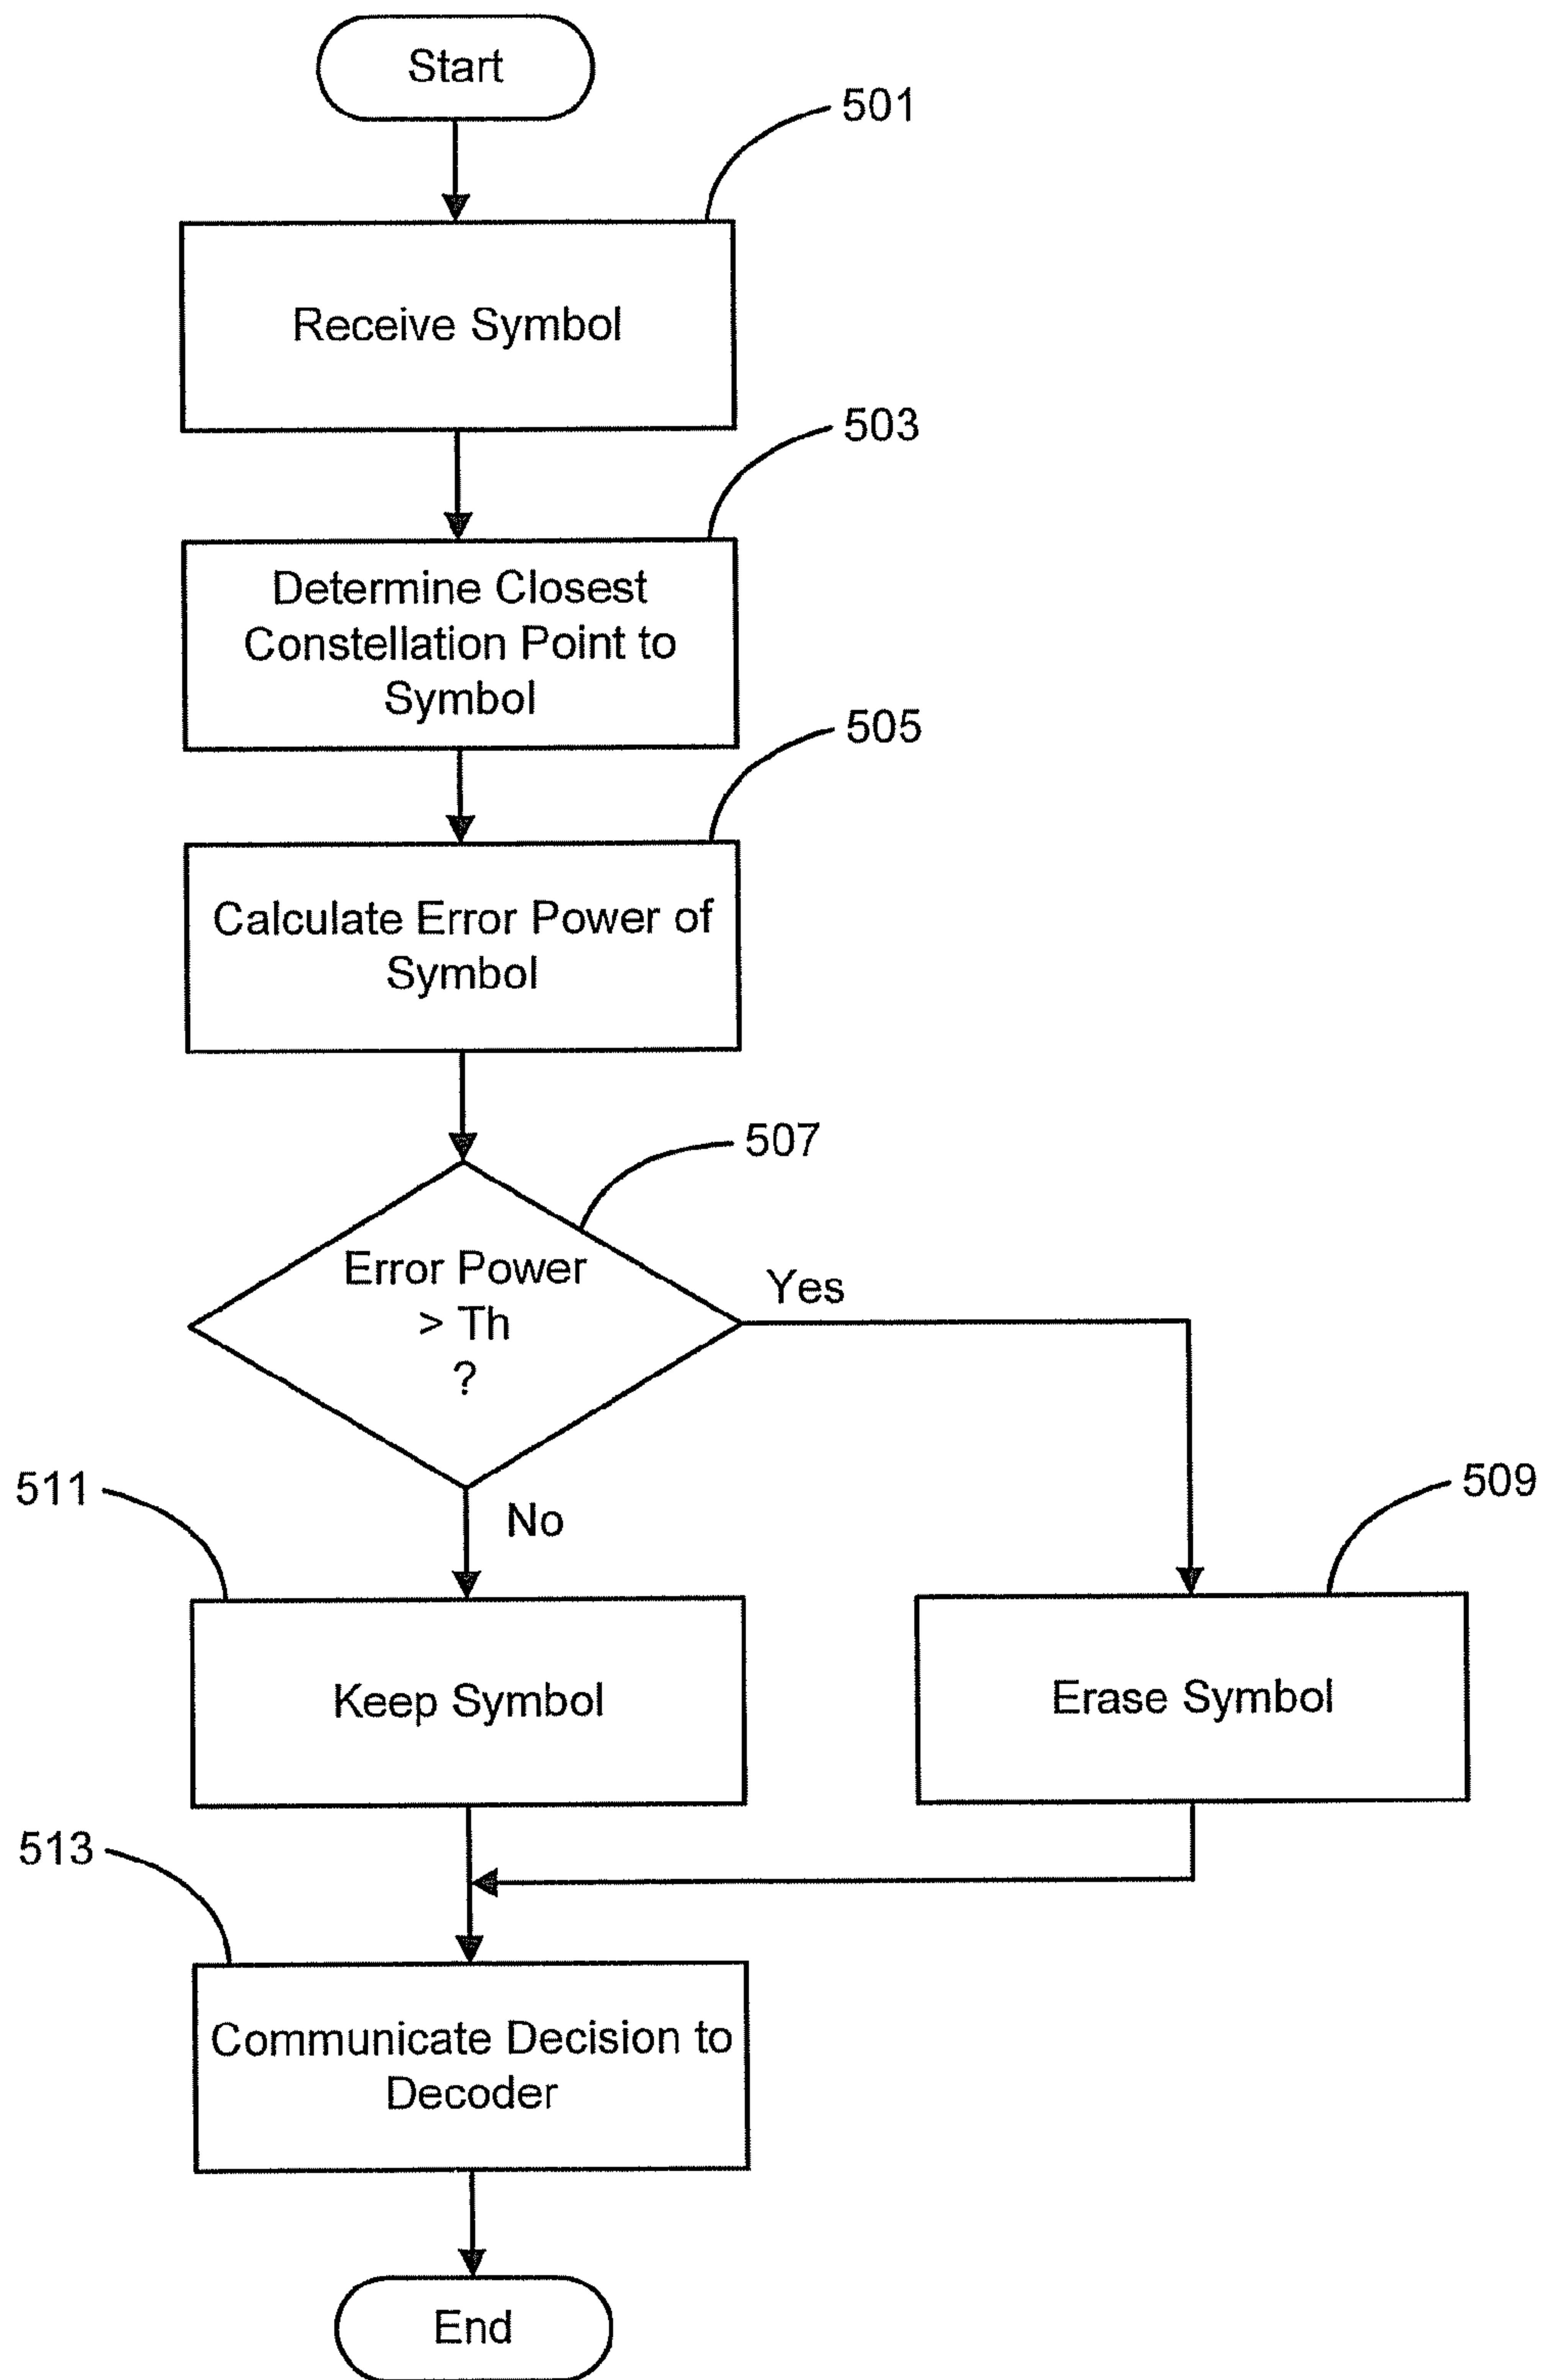 Start
501
Receive Symbol
503
Determine Closest
Constellation Point to
Symbol
505
Calculate Error Power of
Symbol
507
Error Power
> Th
?
Yes
No
511
509
Keep Symbol
Erase Symbol
513
Communicate Decision to
Decoder
End